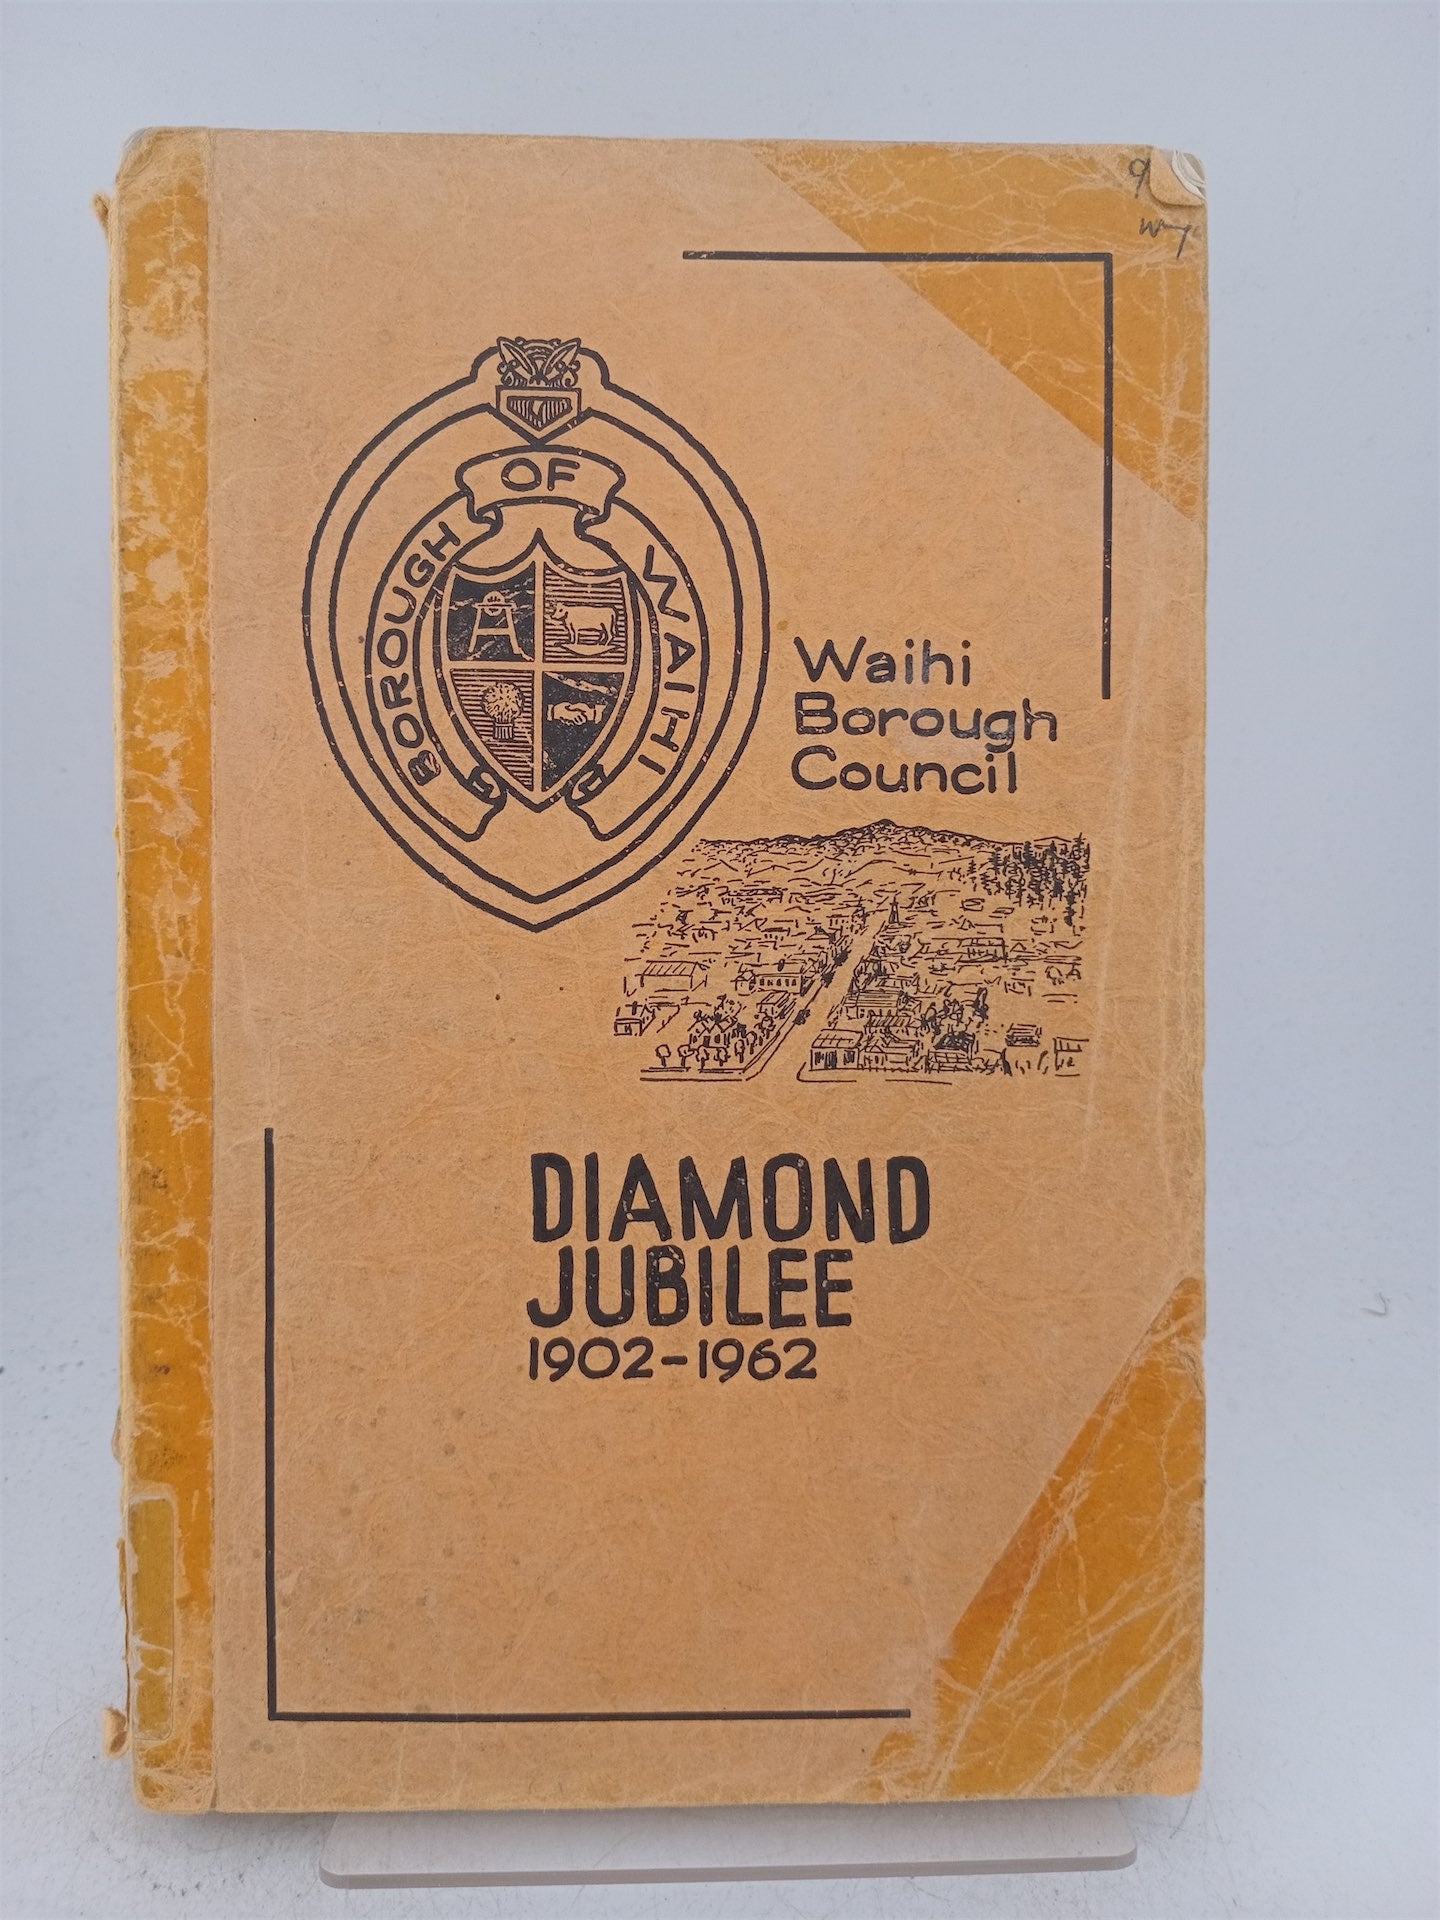 BOROUGH
OF
WAIHI
Waihi
Borough
Council
DIAMOND
JUBILEE
1902-1962